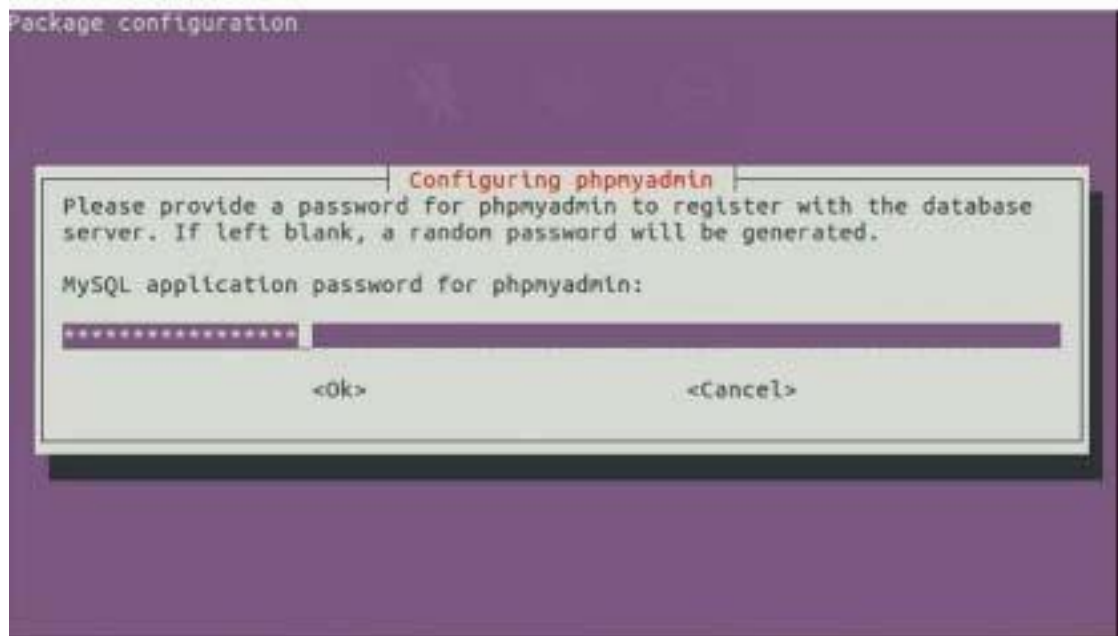 Package configuration
Configuring phpmyadmin
Please provide a password for phpmyadmin to register with the database
server. If left blank, a random password will be generated.
MySQL application password for phpmyadmin:
*****************
<Ok> <Cancel>